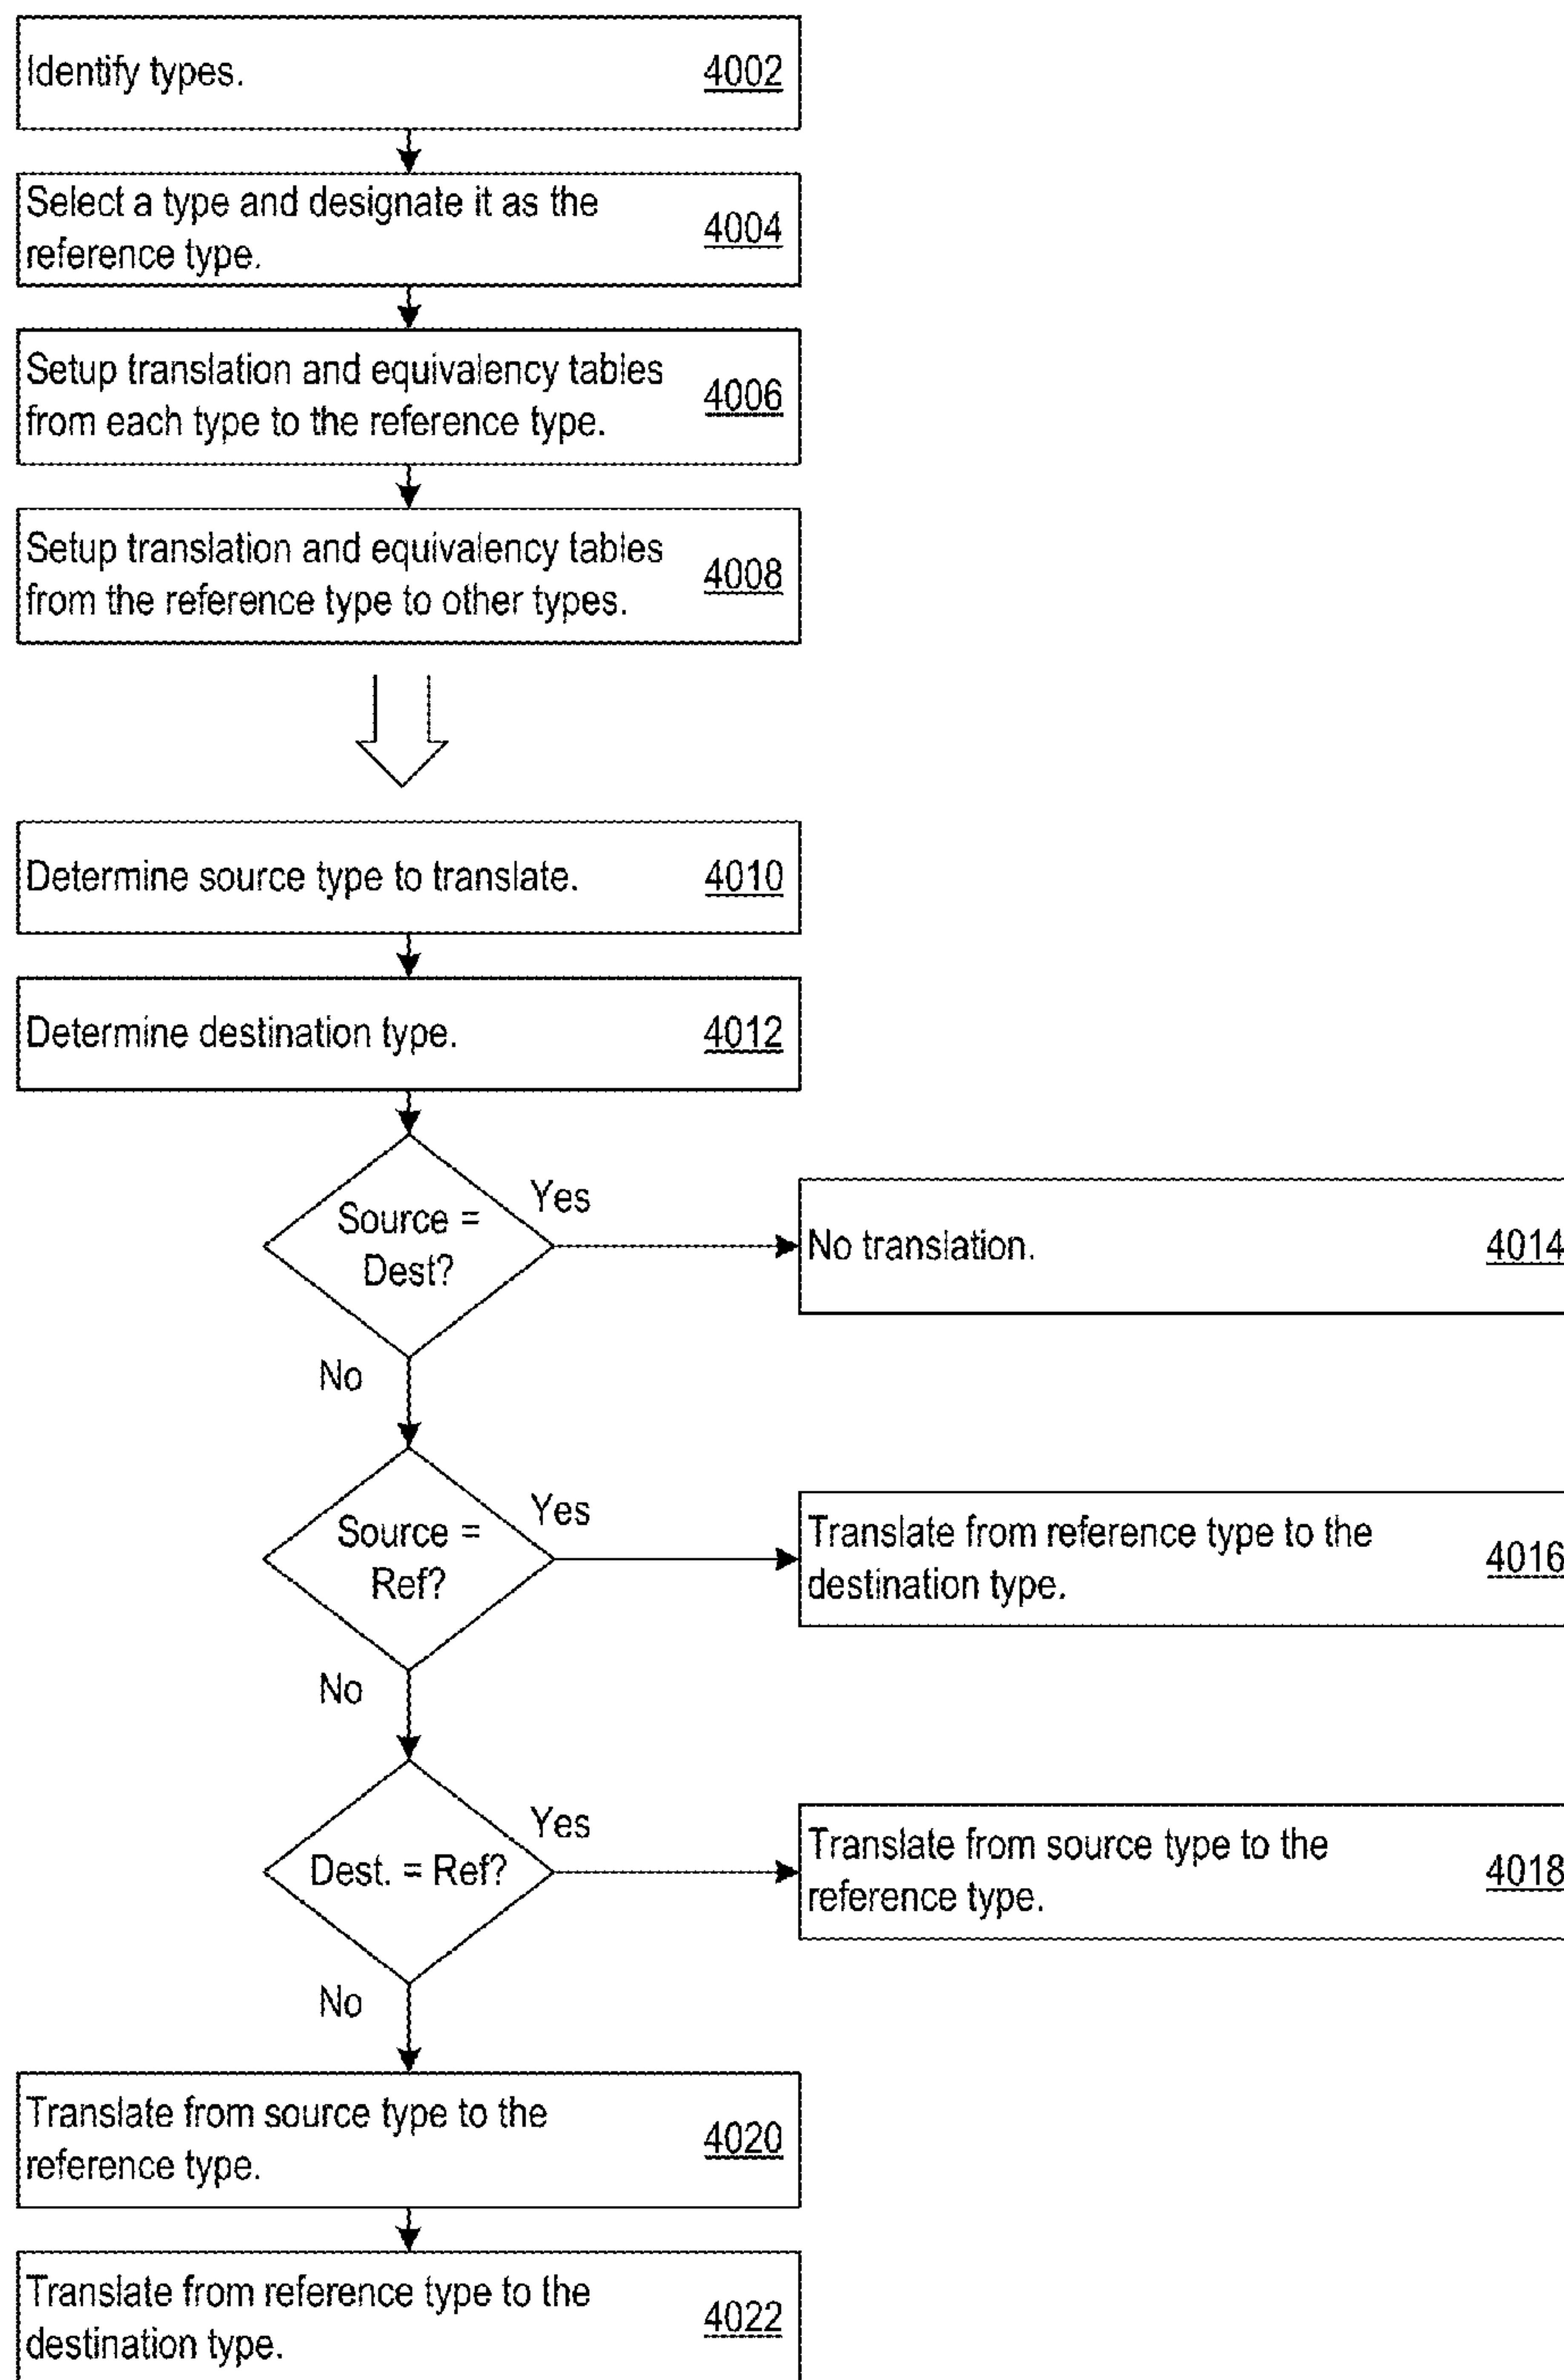 Identify types. 4002
Select a type and designate it as the
reference type. 4004
Setup translation and equivalency tables
from each type to the reference type. 4006
Setup translation and equivalency tables
from the reference type to other types. 4008
Determine source type to translate. 4010
Determine destination type. 4012
Source =
Dest?
Yes
No translation. 4014
No
Source =
Ref?
Yes
Translate from reference type to the
destination type. 4016
No
Dest. = Ref?
Yes
Translate from source type to the
reference type. 4018
No
Translate from source type to the
reference type. 4020
Translate from reference type to the
destination type. 4022